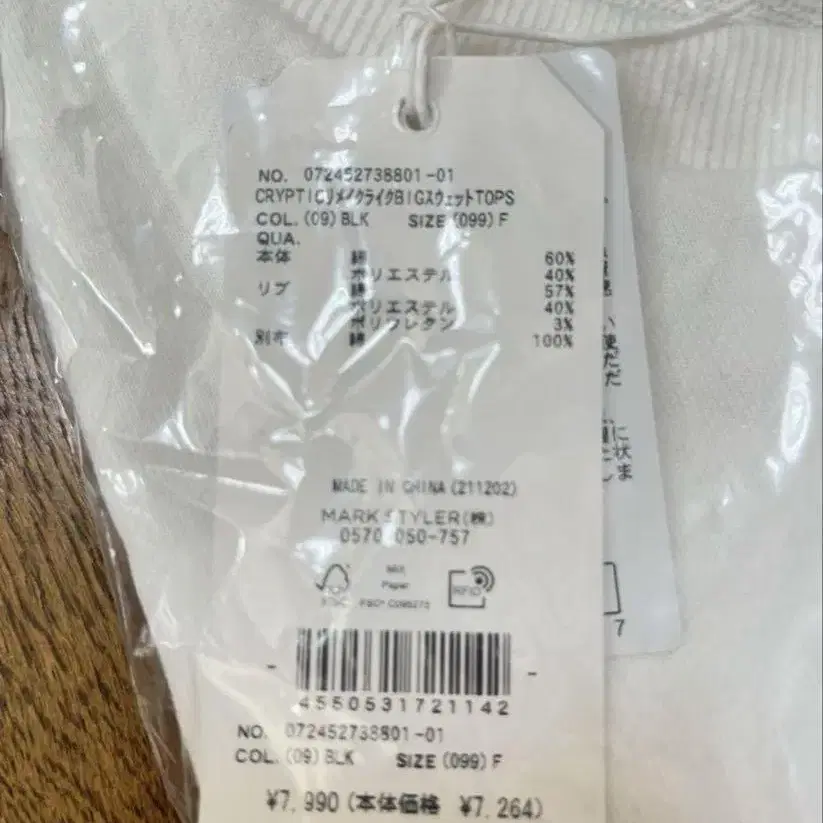 NO. 072452738801-01
CRYPTICリメイクライクBIGスウェットTOPS
COL. (09) BLK SIZE (099) F
QUA.
本体 綿 60%
ポリエステル 40%
リブ 綿 57%
ポリエステル 40%
ポリウレタン 3%
別布 綿 100%
MADE IN CHINA (211202)
MARK STYLER(株)
0570 050-757
MIX
Paper
RFID
4550531721142
NO. 072452738801-01
COL. (09) BLK SIZE (099) F
¥7,990 (本体価格 ¥7,264)
7